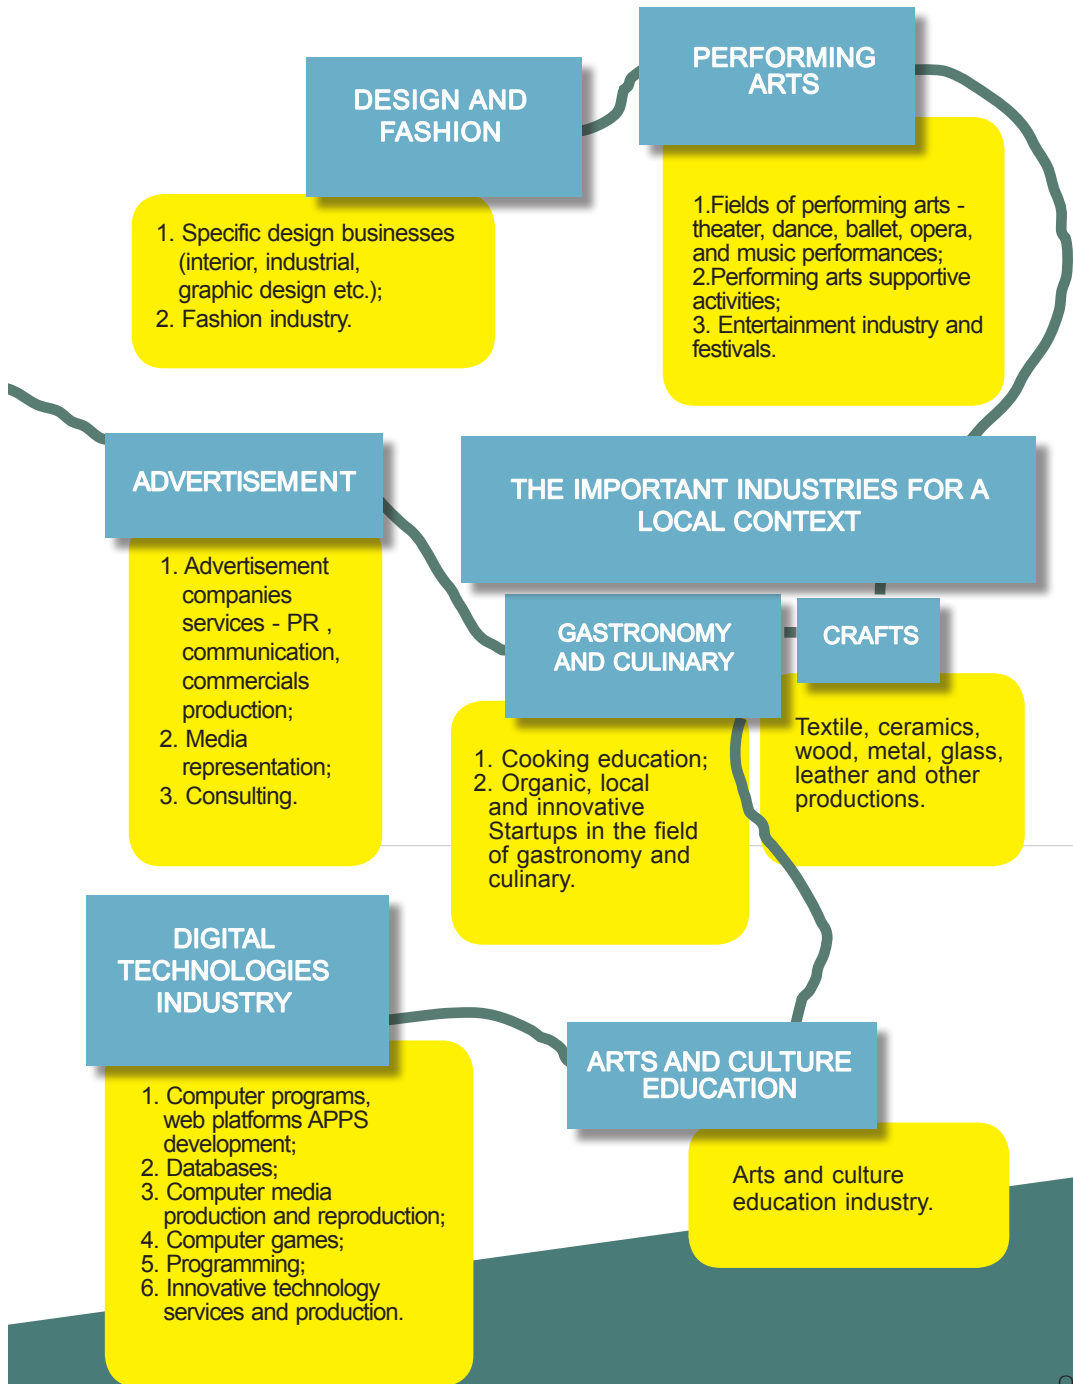 DESIGN AND
FASHION
1. Specific design businesses
(interior, industrial,
graphic design etc.);
2. Fashion industry.
PERFORMING
ARTS
1.Fields of performing arts -
theater, dance, ballet, opera,
and music performances;
2.Performing arts supportive
activities;
3. Entertainment industry and
festivals.
ADVERTISEMENT
1. Advertisement
companies
services - PR ,
communication,
commercials
production;
2. Media
representation;
3. Consulting.
THE IMPORTANT INDUSTRIES FOR A
LOCAL CONTEXT
GASTRONOMY
AND CULINARY
1. Cooking education;
2. Organic, local
and innovative
Startups in the field
of gastronomy and
culinary.
CRAFTS
Textile, ceramics,
wood, metal, glass,
leather and other
productions.
DIGITAL
TECHNOLOGIES
INDUSTRY
1. Computer programs,
web platforms APPS
development;
2. Databases;
3. Computer media
production and reproduction;
4. Computer games;
5. Programming;
6. Innovative technology
services and production.
ARTS AND CULTURE
EDUCATION
Arts and culture
education industry.